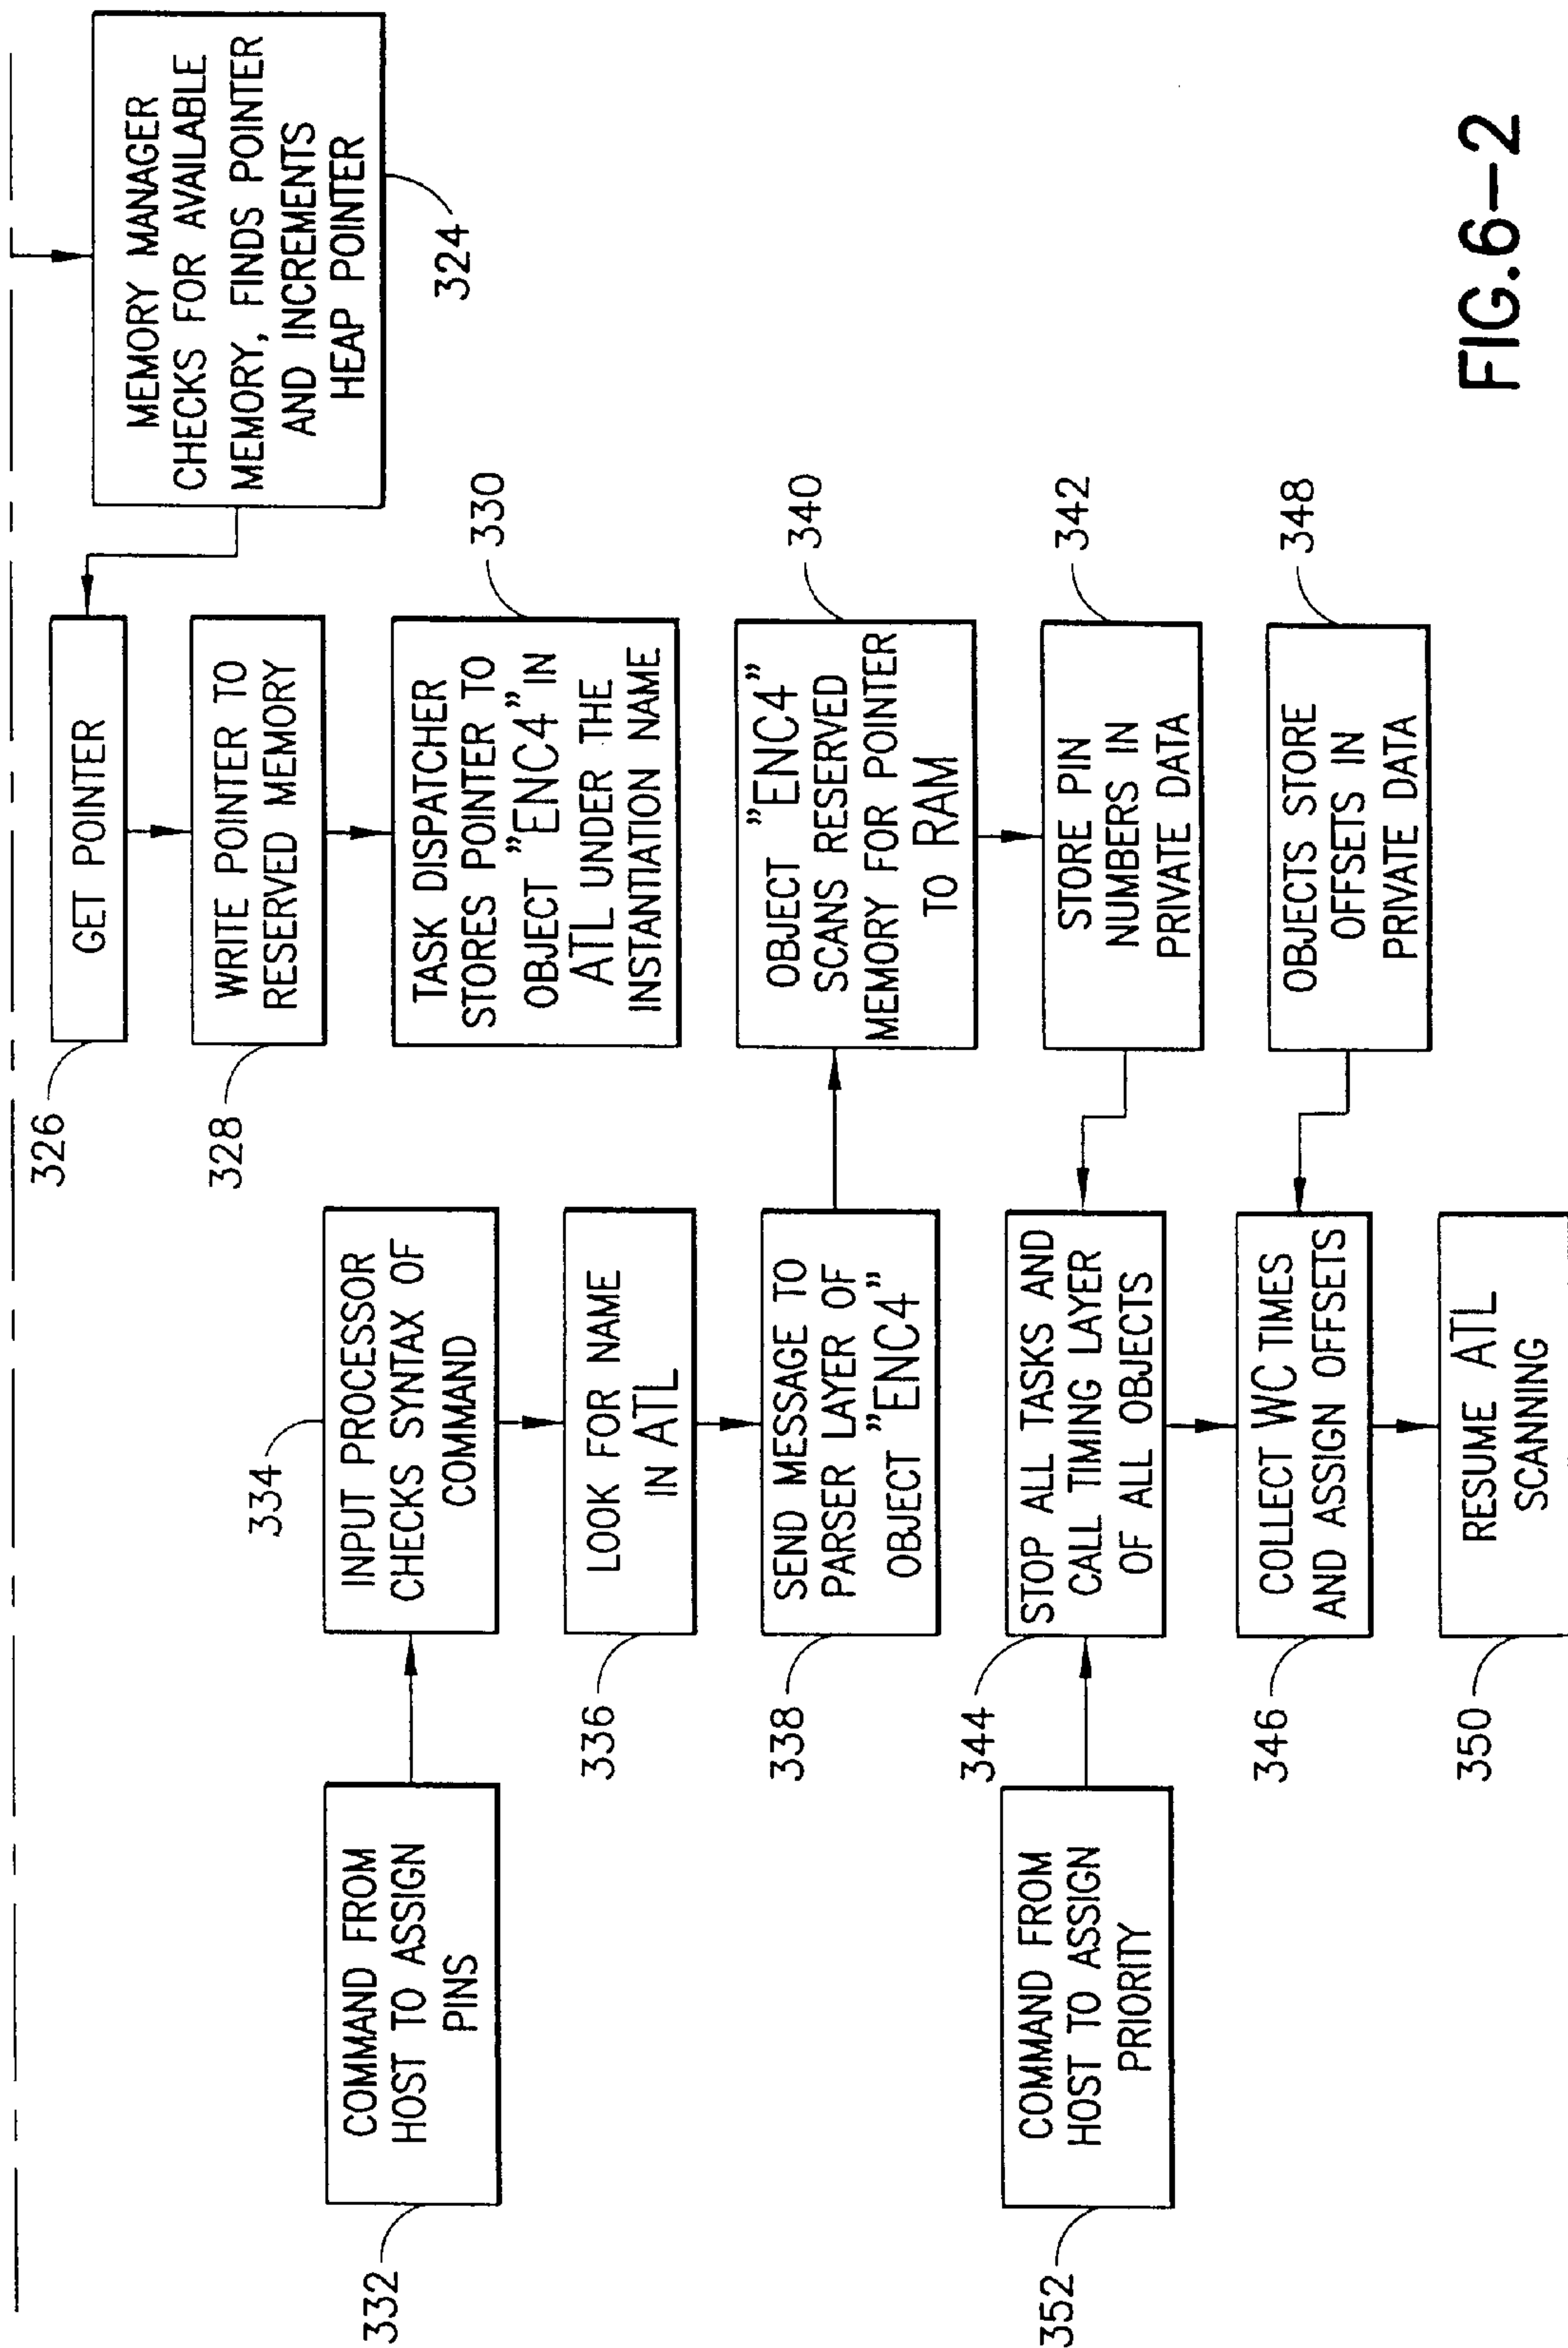 MEMORY MANAGER
CHECKS FOR AVAILABLE
MEMORY, FINDS POINTER
AND INCREMENTS
HEAP POINTER
324
GET POINTER
326
WRITE POINTER TO
RESERVED MEMORY
328
TASK DISPATCHER
STORES POINTER TO
OBJECT "ENC4" IN
ATL UNDER THE
INSTANTIATION NAME
330
COMMAND FROM
HOST TO ASSIGN
PINS
332
INPUT PROCESSOR
CHECKS SYNTAX OF
COMMAND
334
LOOK FOR NAME
IN ATL
336
SEND MESSAGE TO
PARSER LAYER OF
OBJECT "ENC4"
338
OBJECT "ENC4"
SCANS RESERVED
MEMORY FOR POINTER
TO RAM
340
STORE PIN
NUMBERS IN
PRIVATE DATA
342
COMMAND FROM
HOST TO ASSIGN
PRIORITY
352
STOP ALL TASKS AND
CALL TIMING LAYER
OF ALL OBJECTS
344
COLLECT WC TIMES
AND ASSIGN OFFSETS
346
OBJECTS STORE
OFFSETS IN
PRIVATE DATA
348
RESUME ATL
SCANNING
350
FIG.6-2